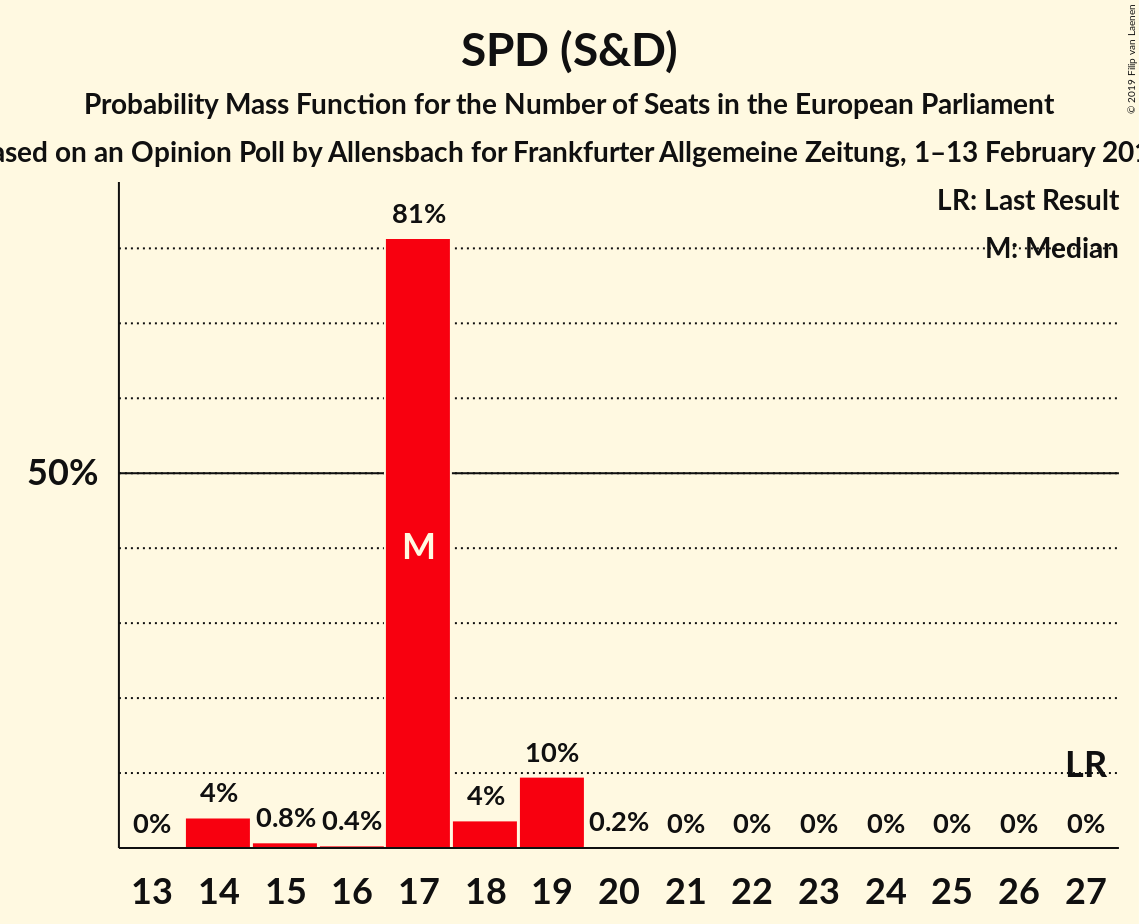 SPD (S&D)
Probability Mass Function for the Number of Seats in the European Parliament
on an Opinion Poll by Allensbach for Frankfurter Allgemeine Zeitung, 1–13 February
© 2019 Filip van Laenen
LR: Last Result
M: Median
81%
50%
M
10%
LR
4%
4%
0%
0.8%
0.4%
0.2%
0%
0%
0%
0%
0%
0%
0%
13 14 15 16 17 18 19 20 21 22 23 24 25 26 27